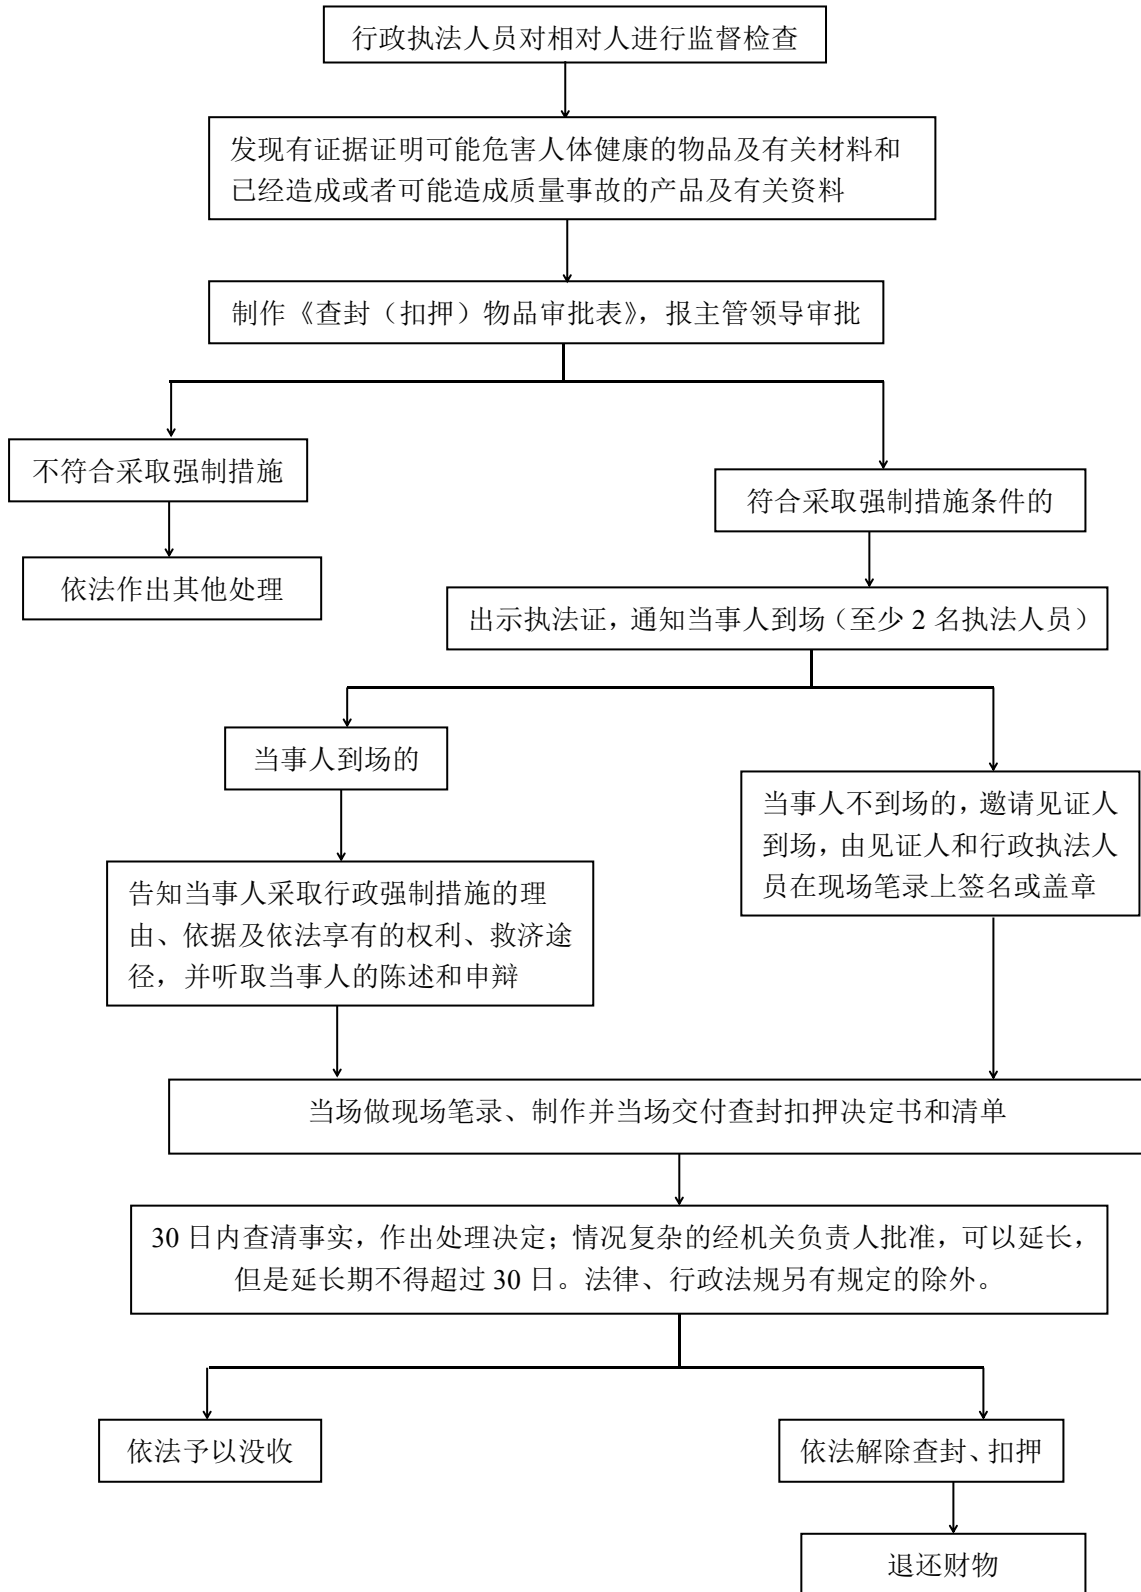 行政执法人员对相对人进行监督检查
发现有证据证明可能危害人体健康的物品及有关材料和
已经造成或者可能造成质量事故的产品及有关资料
制作《查封（扣押）物品审批表》，报主管领导审批
不符合采取强制措施
符合采取强制措施条件的
依法作出其他处理
出示执法证，通知当事人到场（至少 2 名执法人员）
当事人到场的
当事人不到场的，邀请见证人
到场，由见证人和行政执法人
员在现场笔录上签名或盖章
告知当事人采取行政强制措施的理
由、依据及依法享有的权利、救济途
径，并听取当事人的陈述和申辩
当场做现场笔录、制作并当场交付查封扣押决定书和清单
30 日内查清事实，作出处理决定；情况复杂的经机关负责人批准，可以延长，
但是延长期不得超过 30 日。法律、行政法规另有规定的除外。
依法予以没收
依法解除查封、扣押
退还财物